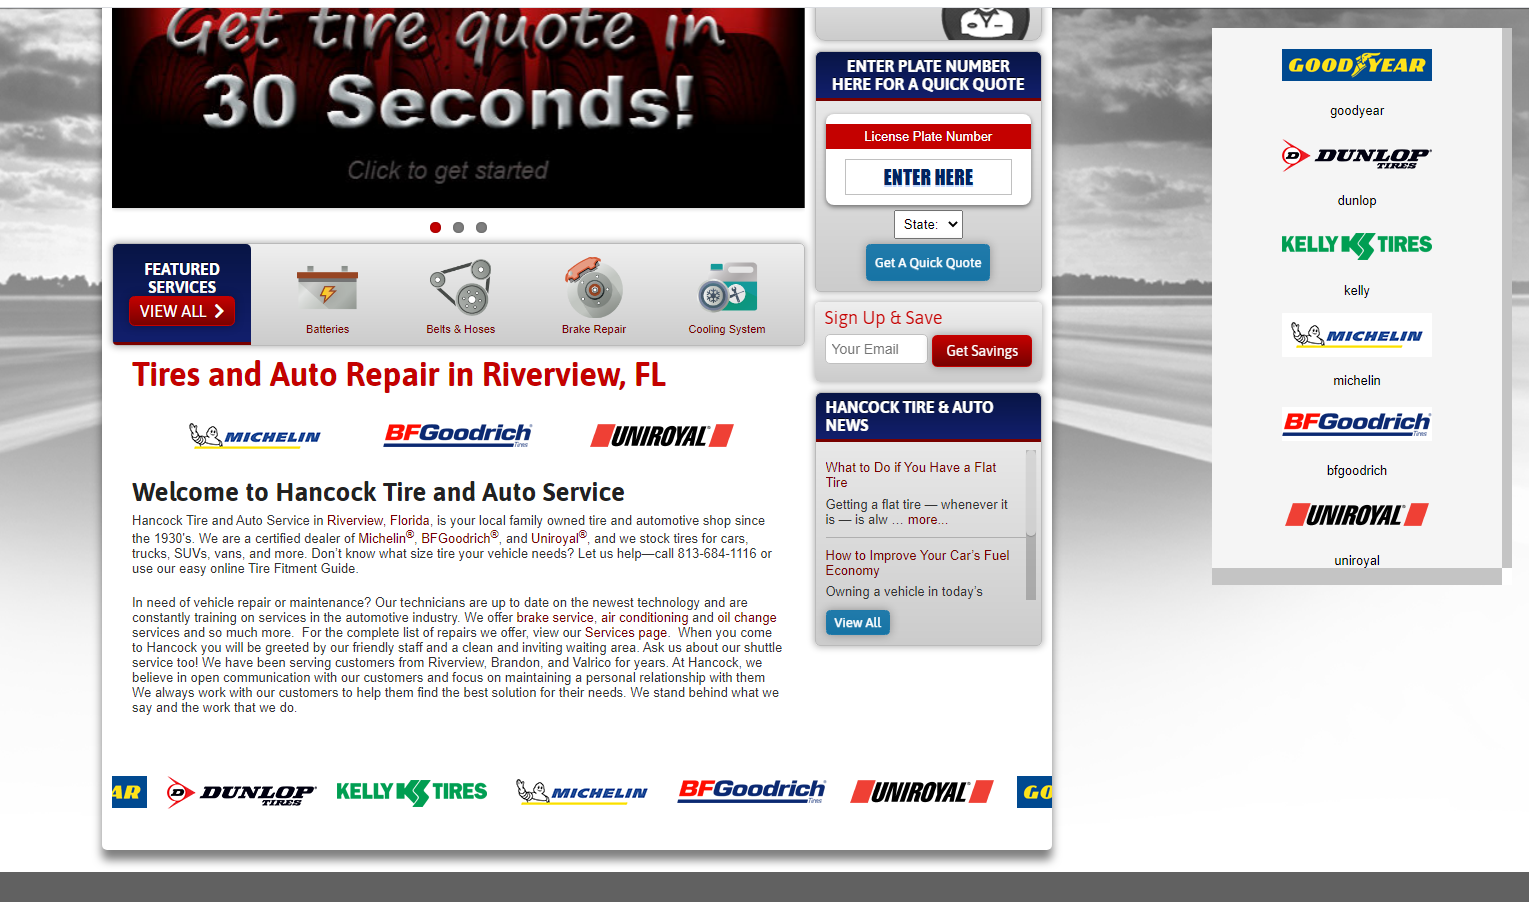 Get tire quote in
30 Seconds!
Click to get started
FEATURED
SERVICES
VIEW ALL
Batteries
Belts & Hoses
Brake Repair
Cooling System
Tires and Auto Repair in Riverview, FL
MICHELIN
BFGoodrich
Tires
UNIROYAL
Welcome to Hancock Tire and Auto Service
Hancock Tire and Auto Service in Riverview, Florida, is your local family owned tire and automotive shop since
the 1930's. We are a certified dealer of Michelin®, BFGoodrich®, and Uniroyal®, and we stock tires for cars,
trucks, SUVs, vans, and more. Don't know what size tire your vehicle needs? Let us help—call 813-684-1116 or
use our easy online Tire Fitment Guide.
In need of vehicle repair or maintenance? Our technicians are up to date on the newest technology and are
constantly training on services in the automotive industry. We offer brake service, air conditioning and oil change
services and so much more. For the complete list of repairs we offer, view our Services page. When you come
to Hancock you will be greeted by our friendly staff and a clean and inviting waiting area. Ask us about our shuttle
service too! We have been serving customers from Riverview, Brandon, and Valrico for years. At Hancock, we
believe in open communication with our customers and focus on maintaining a personal relationship with them
We always work with our customers to help them find the best solution for their needs. We stand behind what we
say and the work that we do.
AR
D DUNLOP
TIRES
KELLY TIRES
MICHELIN
BFGoodrich
Tires
UNIROYAL
GO
ENTER PLATE NUMBER
HERE FOR A QUICK QUOTE
License Plate Number
ENTER HERE
State:
Get A Quick Quote
Sign Up & Save
Your Email
Get Savings
HANCOCK TIRE & AUTO
NEWS
What to Do if You Have a Flat
Tire
Getting a flat tire — whenever it
is — is alw ... more...
How to Improve Your Car's Fuel
Economy
Owning a vehicle in today's
View All
GOODYEAR
goodyear
D DUNLOP
TIRES
dunlop
KELLY TIRES
kelly
MICHELIN
michelin
BFGoodrich
Tires
bfgoodrich
UNIROYAL
uniroyal